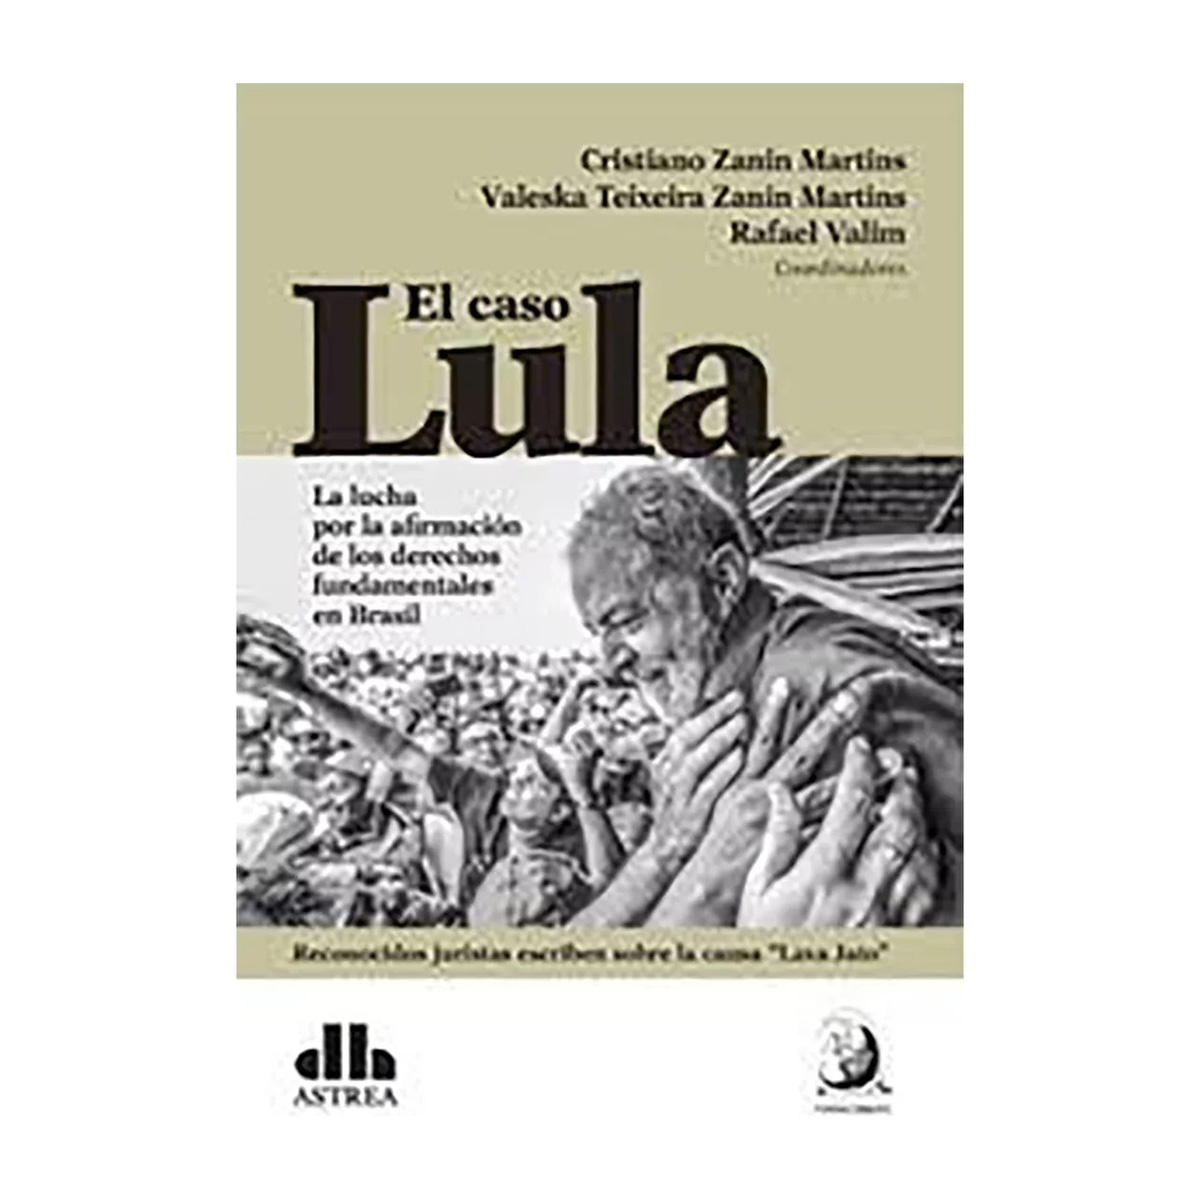 Cristiano Zanin Martins
Valeska Teixeira Zanin Martins
Rafael Valim
Coordinadores
El caso
Lula
La lucha
por la afirmación
de los derechos
fundamentales
en Brasil
Reconocidos juristas escriben sobre la causa "Lava Jato"
ASTREA